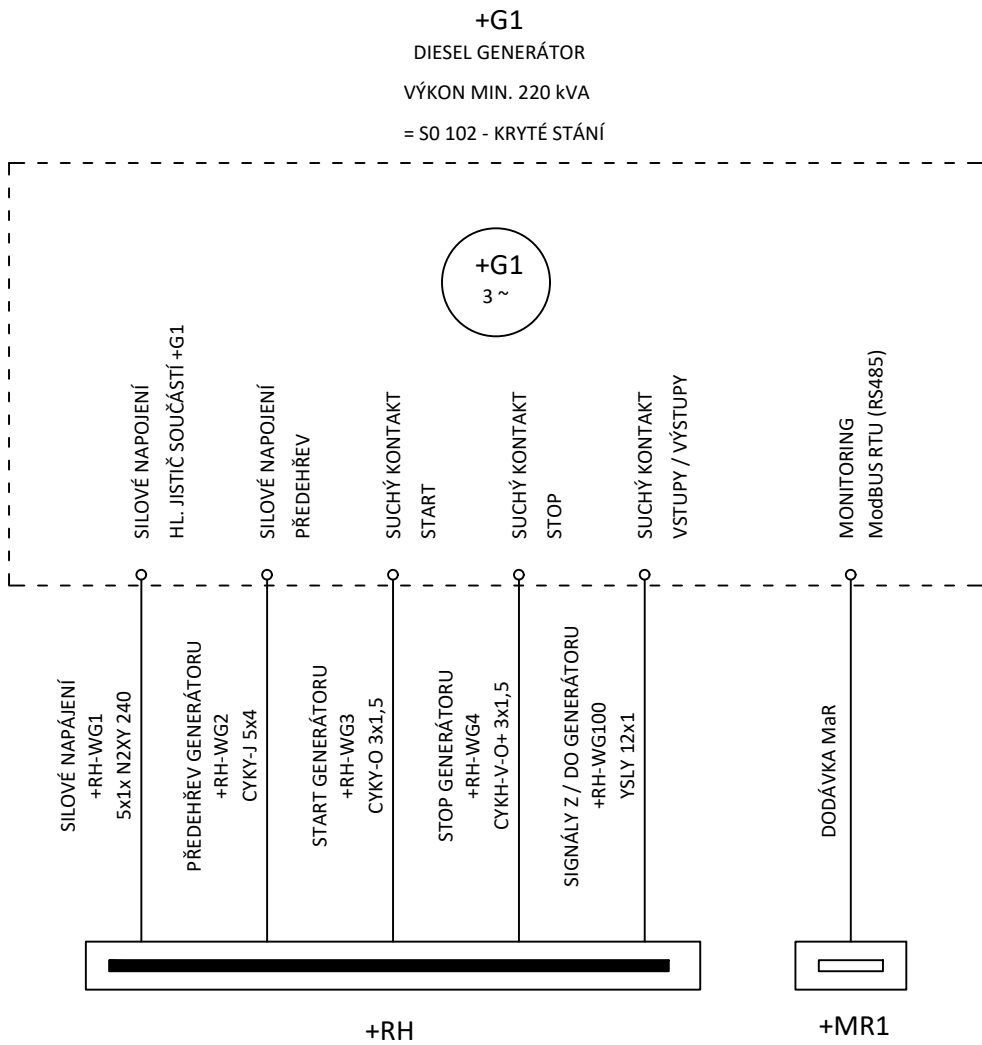 +G1
DIESEL GENERÁTOR
VÝKON MIN. 220 kVA
= S0 102 - KRYTÉ STÁNÍ
+G1
3 ~
SILOVÉ NAPOJENÍ
HL. JISTIČ SOUČÁSTÍ +G1
SILOVÉ NAPOJENÍ
PŘEDEHŘEV
SUCHÝ KONTAKT
START
SUCHÝ KONTAKT
STOP
SUCHÝ KONTAKT
VSTUPY / VÝSTUPY
MONITORING
ModBUS RTU (RS485)
SILOVÉ NAPÁJENÍ
+RH-WG1
5x1x N2XY 240
PŘEDEHŘEV GENERÁTORU
+RH-WG2
CYKY-J 5x4
START GENERÁTORU
+RH-WG3
CYKY-O 3x1,5
STOP GENERÁTORU
+RH-WG4
CYKH-V-O+ 3x1,5
SIGNÁLY Z / DO GENERÁTORU
+RH-WG100
YSLY 12x1
DODÁVKA MaR
+RH
+MR1